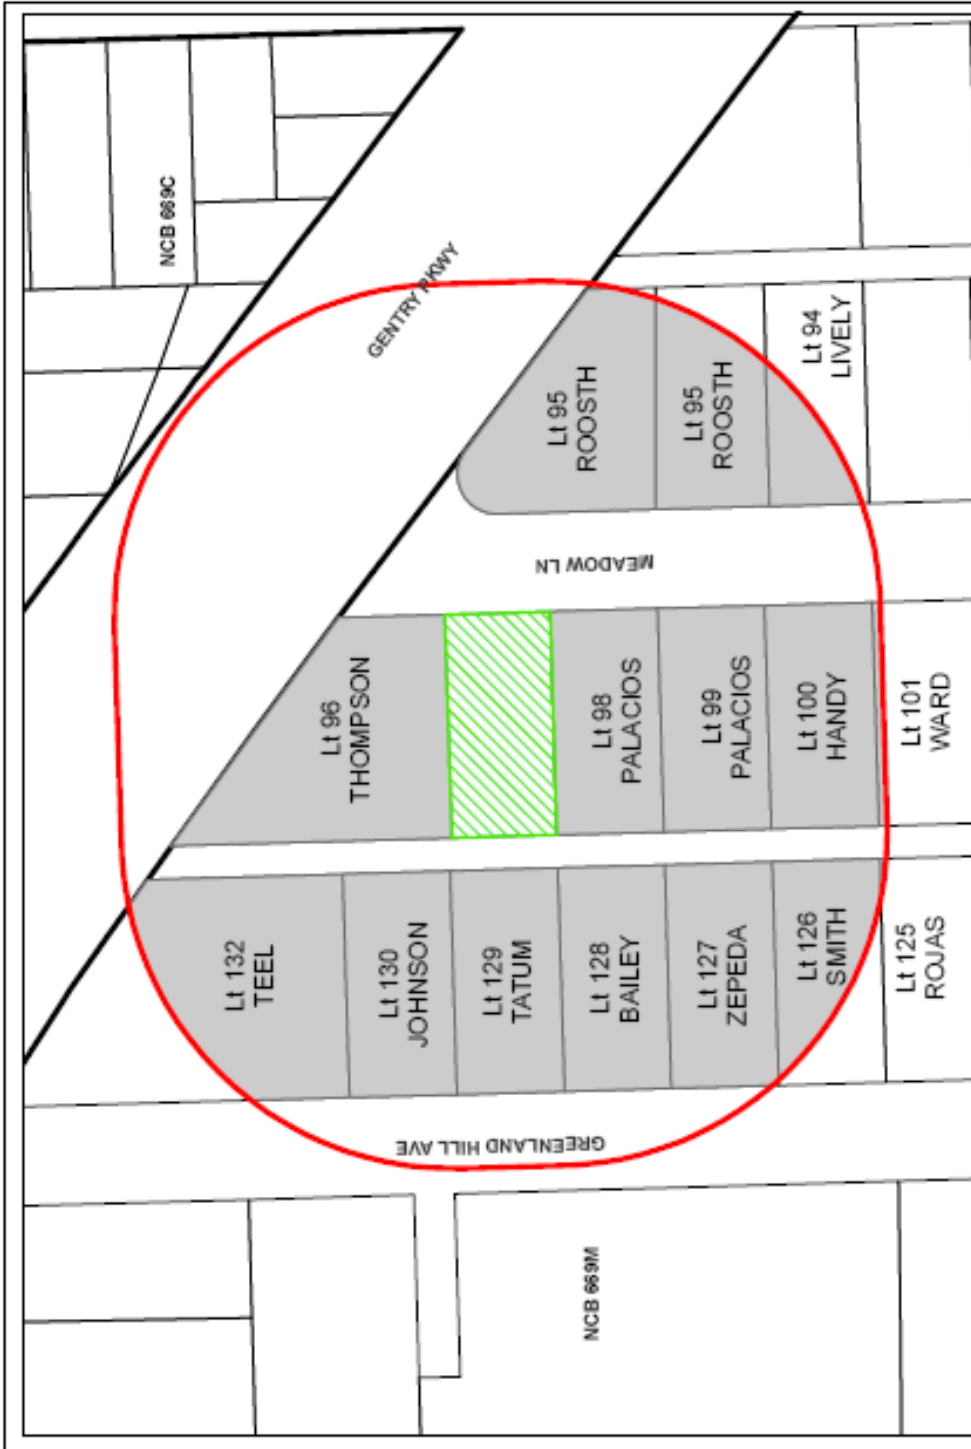 NCB 669C
GENTRY PKWY
Lt 94
LIVELY
Lt 95
ROOSTH
Lt 95
ROOSTH
MEADOW LN
Lt 96
THOMPSON
Lt 98
PALACIOS
Lt 99
PALACIOS
Lt 100
HANDY
Lt 101
WARD
Lt 132
TEEL
Lt 130
JOHNSON
Lt 129
TATUM
Lt 128
BAILEY
Lt 127
ZEPEDA
Lt 126
SMITH
Lt 125
ROJAS
GREENLAND HILL AVE
NCB 669M